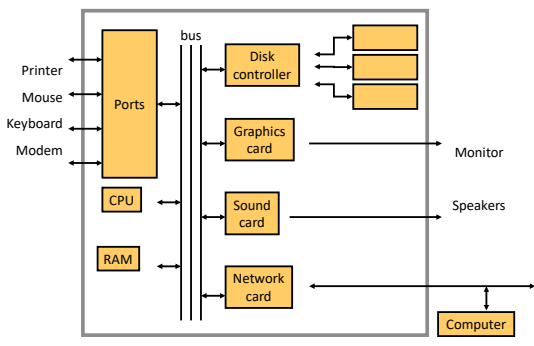 bus
Printer
Mouse
Keyboard
Modem
Ports
CPU
RAM
Disk
controller
Graphics
card
Sound
card
Network
card
Monitor
Speakers
Computer